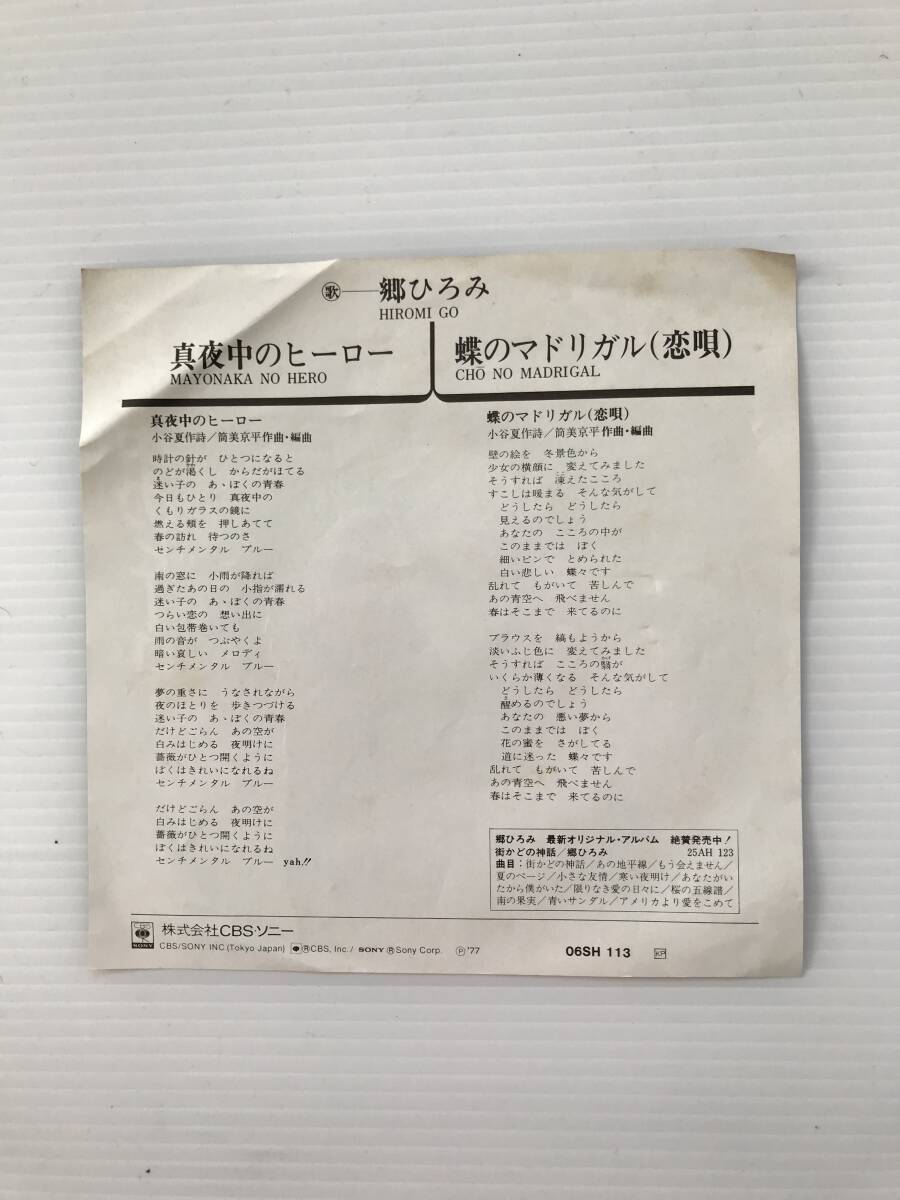 歌 郷ひろみ
HIROMI GO
真夜中のヒーロー
MAYONAKA NO HERO
蝶のマドリガル(恋唄)
CHŌ NO MADRIGAL
真夜中のヒーロー
小谷夏作詩/筒美京平作曲・編曲
時計の針が ひとつになると
のどが渇くし からだがほてる
迷い子の あゝぼくの青春
今日もひとり 真夜中の
くもりガラスの鏡に
燃える頬を 押しあてて
春の訪れ 待つのさ
センチメンタル ブルー
南の窓に 小雨が降れば
過ぎたあの日の 小指が濡れる
迷い子の あゝぼくの青春
つらい恋の 想い出に
白い包帯巻いても
雨の音が つぶやくよ
暗い哀しい メロディ
センチメンタル ブルー
夢の重さに うなされながら
夜のほとりを 歩きつづける
迷い子の あゝぼくの青春
だけどごらん あの空が
白みはじめる 夜明けに
薔薇がひとつ開くように
ぼくはきれいになれるね
センチメンタル ブルー
だけどごらん あの空が
白みはじめる 夜明けに
薔薇がひとつ開くように
ぼくはきれいになれるね
センチメンタル ブルー yah!!
蝶のマドリガル(恋唄)
小谷夏作詩/筒美京平作曲・編曲
壁の絵を 冬景色から
少女の横顔に 変えてみました
そうすれば 凍えたこころ
すこしは暖まる そんな気がして
どうしたら どうしたら
見えるのでしょう
あなたの こころの中が
このままでは ぼく
細いピンで とめられた
白い悲しい 蝶々です
乱れて もがいて 苦しんで
あの青空へ 飛べません
春はそこまで 来てるのに
ブラウスを 縞もようから
淡いふじ色に 変えてみました
そうすれば こころの翳が
いくらか薄くなる そんな気がして
どうしたら どうしたら
醒めるのでしょう
あなたの 悪い夢から
このままでは ぼく
花の蜜を さがしてる
道に迷った 蝶々です
乱れて もがいて 苦しんで
あの青空へ 飛べません
春はそこまで 来てるのに
郷ひろみ 最新オリジナル・アルバム 絶賛発売中!
街かどの神話/郷ひろみ 25AH 123
曲目:街かどの神話/あの地平線/もう会えません/
夏のページ/小さな友情/寒い夜明け/あなたがい
たから僕がいた/限りなき愛の日々に/桜の五線譜/
南の果実/青いサンダル/アメリカより愛をこめて
CBS SONY 株式会社CBS・ソニー
CBS/SONY INC (Tokyo Japan) ®CBS, Inc./ SONY ®Sony Corp. ℗'77 06SH 113 KP